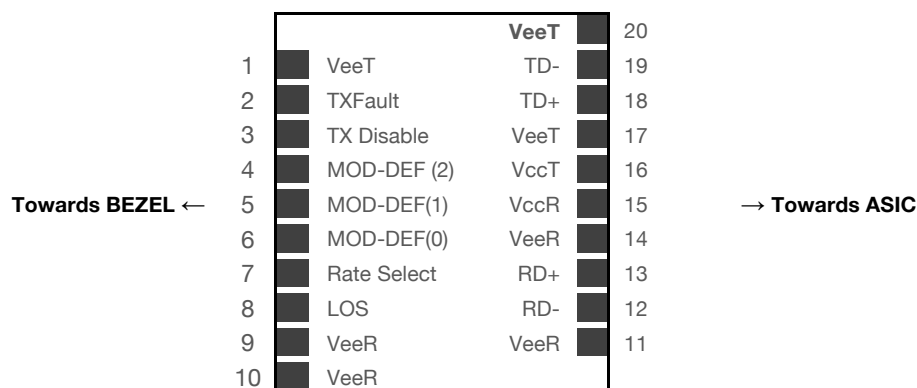 VeeT 20
1 VeeT TD- 19
2 TXFault TD+ 18
3 TX Disable VeeT 17
4 MOD-DEF (2) VccT 16
Towards BEZEL ← 5 MOD-DEF(1) VccR 15 → Towards ASIC
6 MOD-DEF(0) VeeR 14
7 Rate Select RD+ 13
8 LOS RD- 12
9 VeeR VeeR 11
10 VeeR